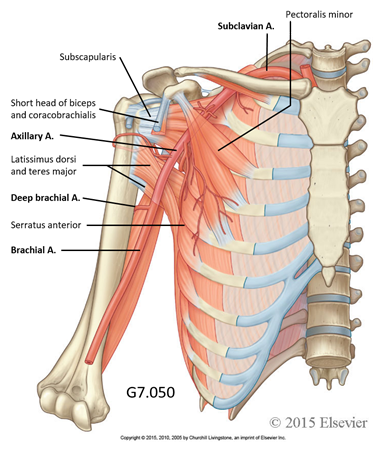 Pectoralis minor
Subclavian A.
Subscapularis
Short head of biceps
and coracobrachialis
Axillary A.
Latissimus dorsi
and teres major
Deep brachial A.
Serratus anterior
Brachial A.
G7.050
© 2015 Elsevier
Copyright © 2015, 2010, 2005 by Churchill Livingstone, an imprint of Elsevier Inc.